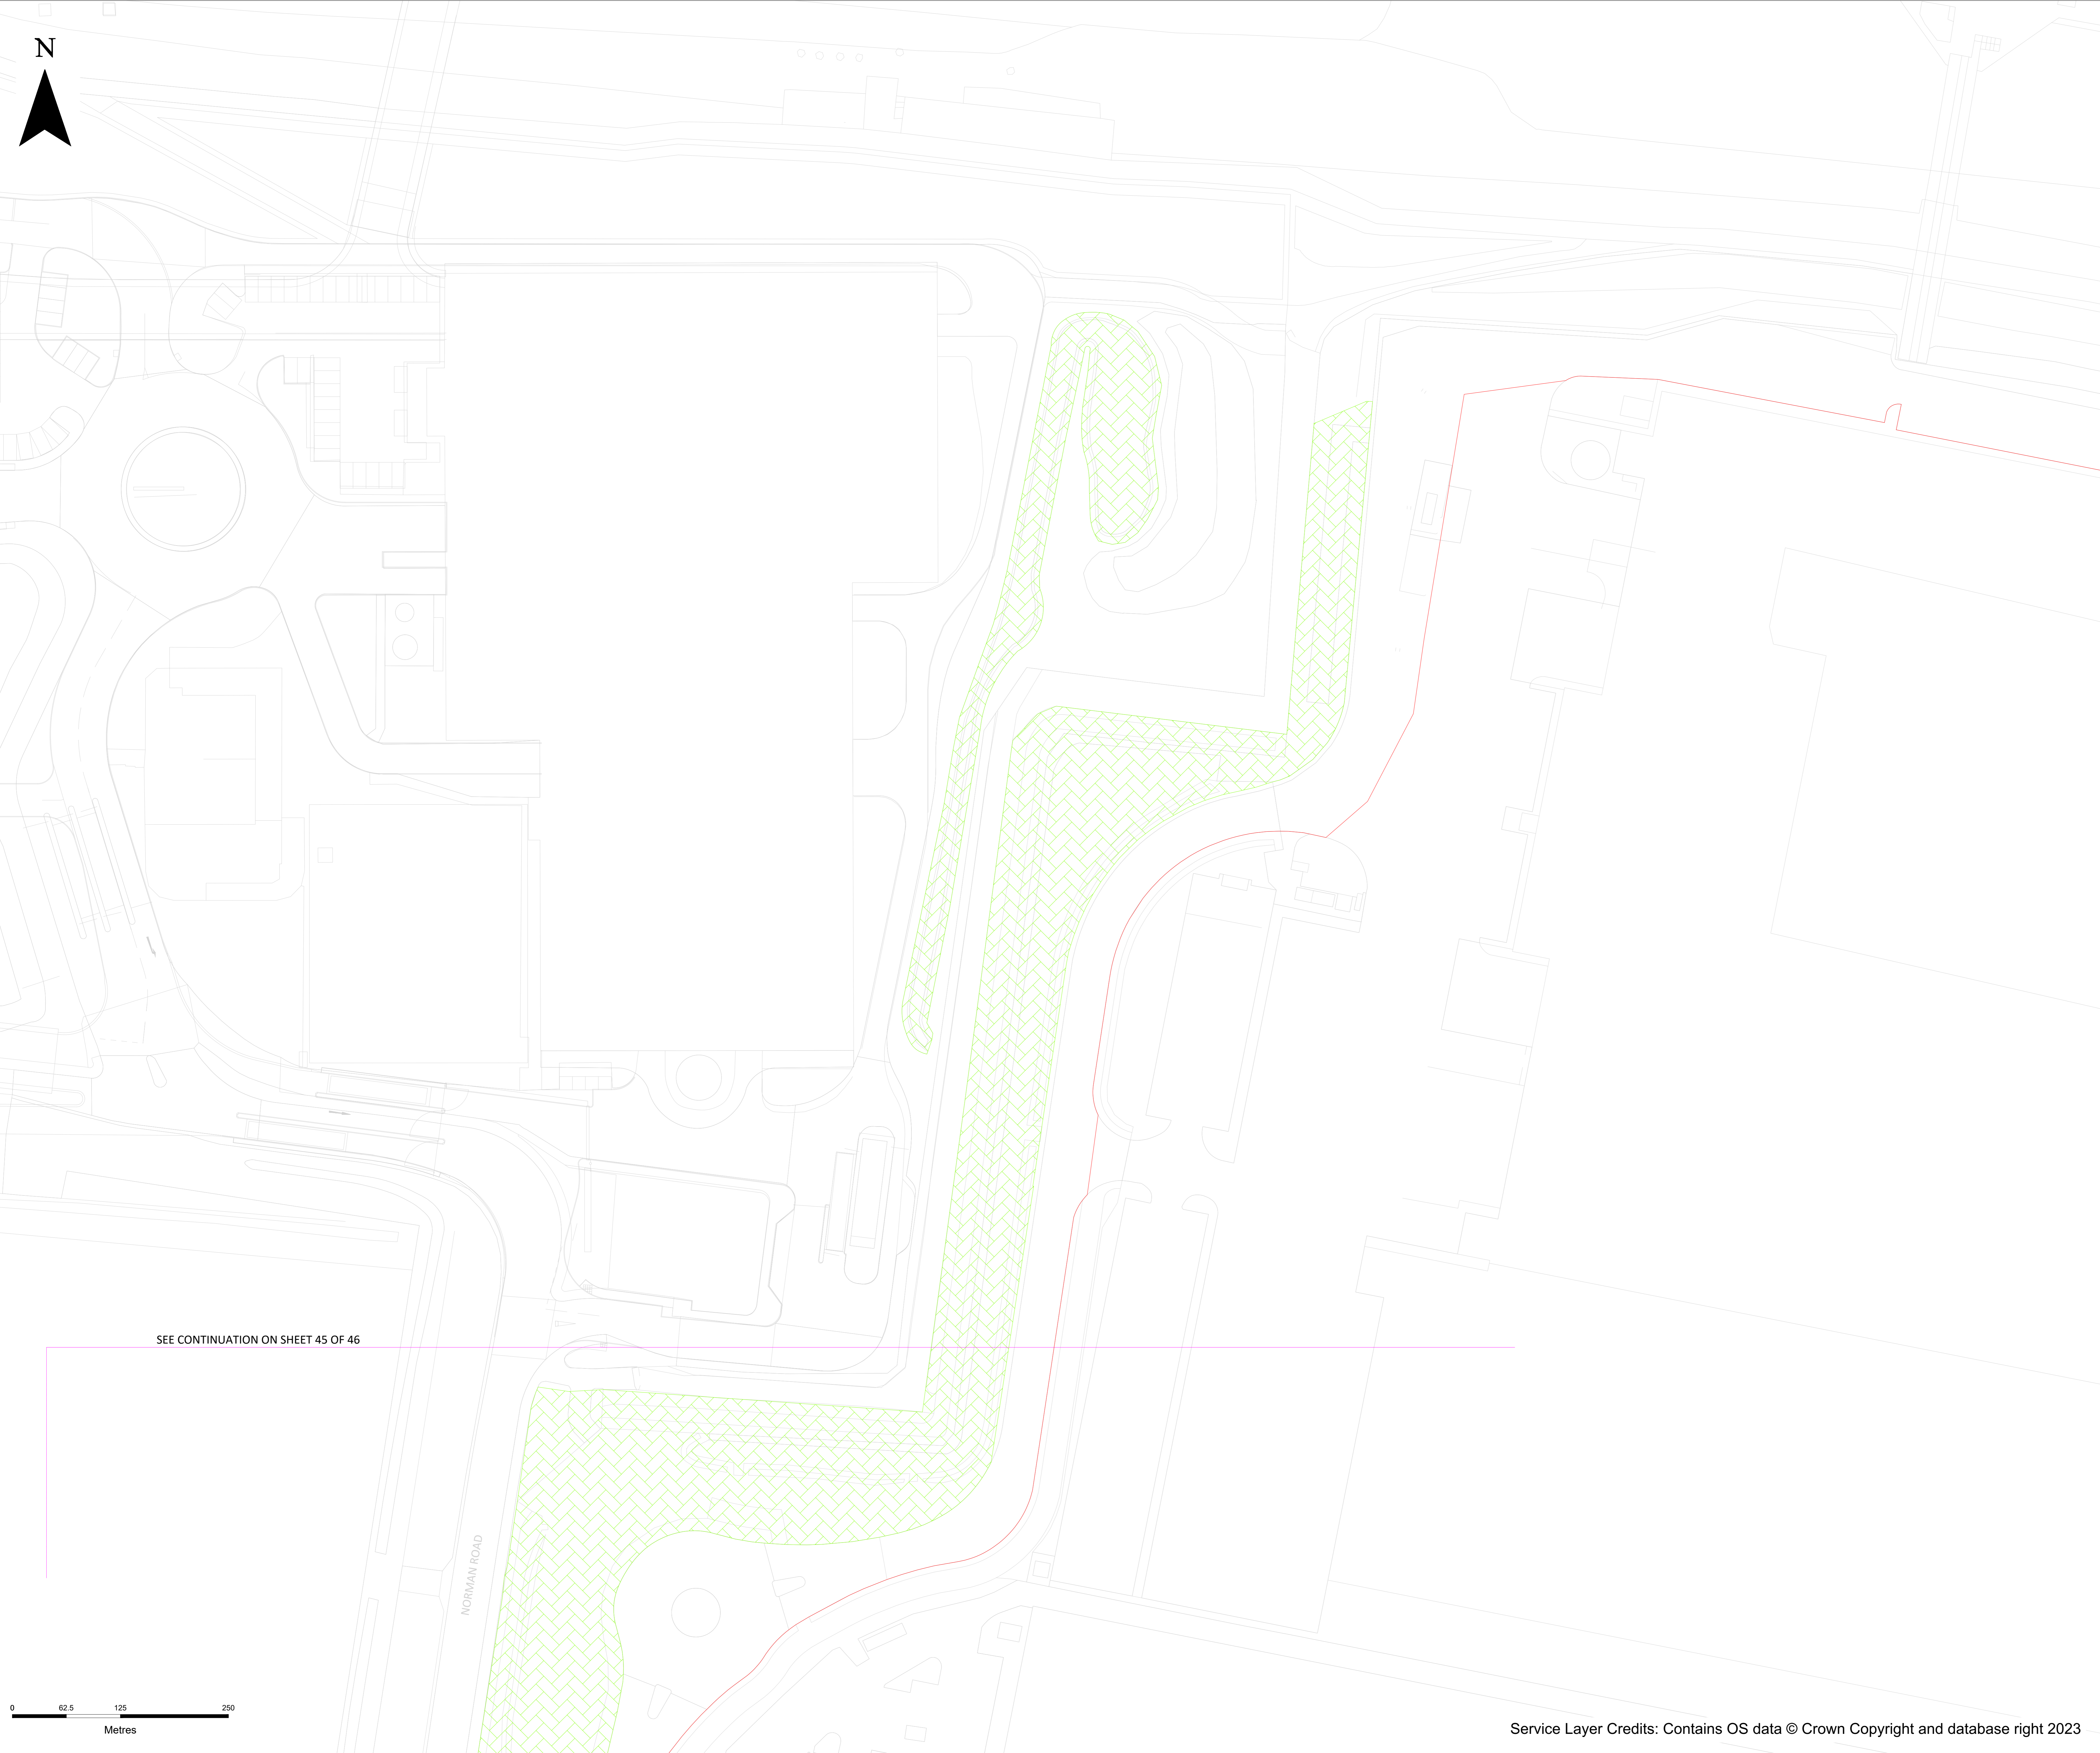 N
SEE CONTINUATION ON SHEET 45 OF 46
NORMAN ROAD
0 62.5 125 250
Metres
Service Layer Credits: Contains OS data © Crown Copyright and database right 2023